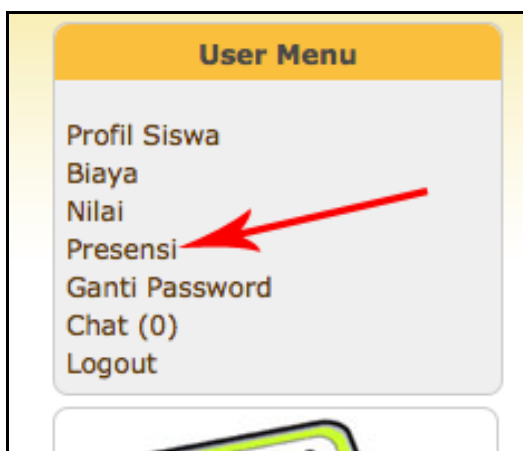 User Menu
Profil Siswa
Biaya
Nilai
Presensi
Ganti Password
Chat (0)
Logout